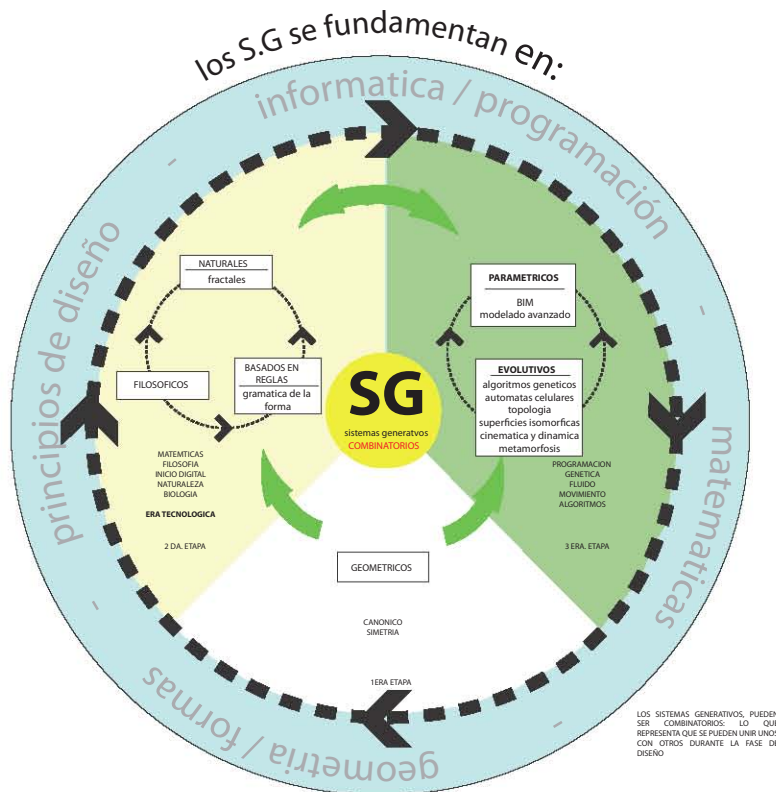 los S.G se fundamentan en:
informatica / programación
-
matematicas
-
geometria / formas
-
principios de diseño
-
NATURALES
fractales
FILOSOFICOS
BASADOS EN
REGLAS
gramatica de la
forma
MATEMTICAS
FILOSOFIA
INICIO DIGITAL
NATURALEZA
BIOLOGIA
ERA TECNOLOGICA
2 DA. ETAPA
PARAMETRICOS
BIM
modelado avanzado
EVOLUTIVOS
algoritmos geneticos
automatas celulares
topologia
superficies isomorficas
cinematica y dinamica
metamorfosis
PROGRAMACION
GENETICA
FLUIDO
MOVIMIENTO
ALGORITMOS
3 ERA. ETAPA
SG
sistemas generatvos
COMBINATORIOS
GEOMETRICOS
CANONICO
SIMETRIA
1ERA ETAPA
LOS SISTEMAS GENERATIVOS, PUEDEN
SER COMBINATORIOS: LO QUE
REPRESENTA QUE SE PUEDEN UNIR UNOS
CON OTROS DURANTE LA FASE DE
DISEÑO